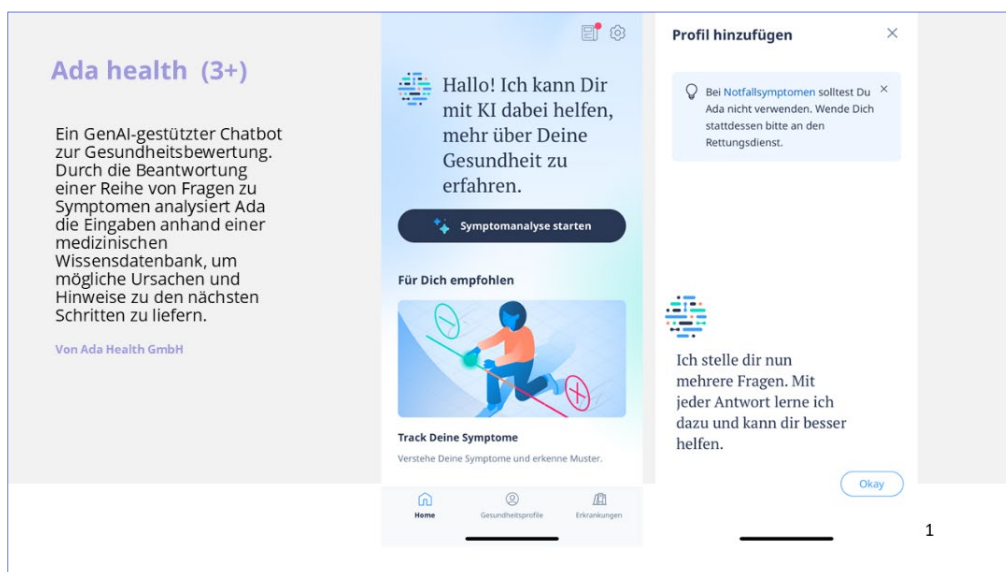 Ada health (3+)
Ein GenAI-gestützter Chatbot
zur Gesundheitsbewertung.
Durch die Beantwortung
einer Reihe von Fragen zu
Symptomen analysiert Ada
die Eingaben anhand einer
medizinischen
Wissensdatenbank, um
mögliche Ursachen und
Hinweise zu den nächsten
Schritten zu liefern.
Von Ada Health GmbH
Hallo! Ich kann Dir
mit KI dabei helfen,
mehr über Deine
Gesundheit zu
erfahren.
Symptomanalyse starten
Für Dich empfohlen
Track Deine Symptome
Verstehe Deine Symptome und erkenne Muster.
Home
Gesundheitsprofile
Erkrankungen
Profil hinzufügen
Bei Notfallsymptomen solltest Du
Ada nicht verwenden. Wende Dich
stattdessen bitte an den
Rettungsdienst.
Ich stelle dir nun
mehrere Fragen. Mit
jeder Antwort lerne ich
dazu und kann dir besser
helfen.
Okay
1